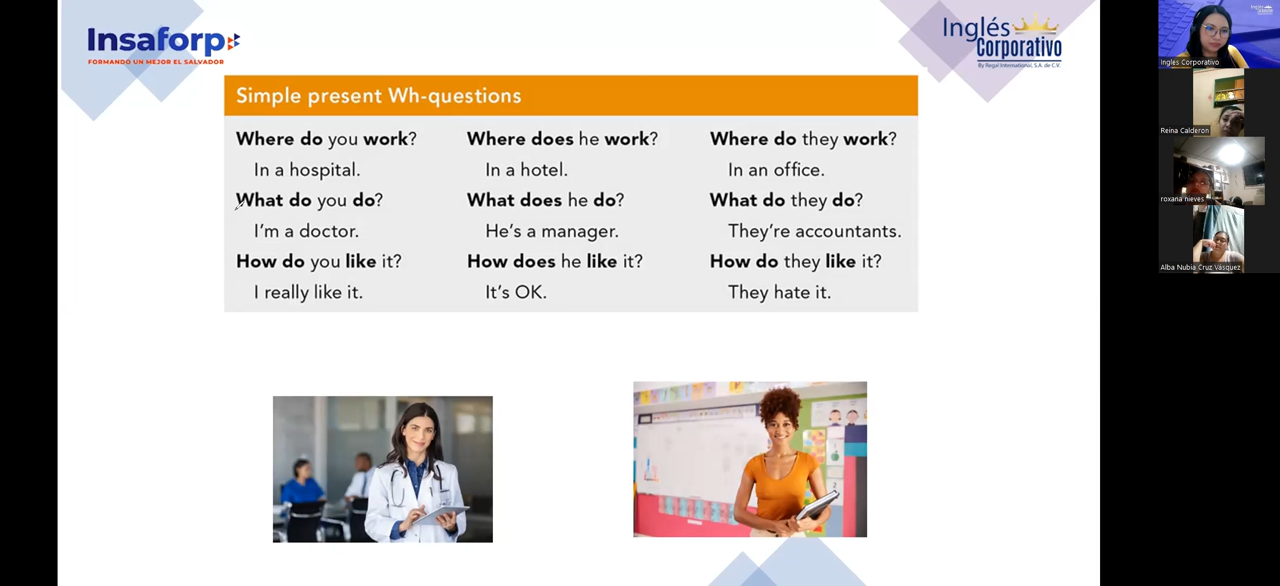 Insaforp
FORMANDO UN MEJOR EL SALVADOR
Inglés
Corporativo
By Regal International, S.A. de C.V.
Simple present Wh-questions
Where do you work? Where does he work? Where do they work?
In a hospital. In a hotel. In an office.
What do you do? What does he do? What do they do?
I'm a doctor. He's a manager. They're accountants.
How do you like it? How does he like it? How do they like it?
I really like it. It's OK. They hate it.
Inglés Corporativo
Reina Calderon
roxana nieves
Alba Nubia Cruz Vásquez